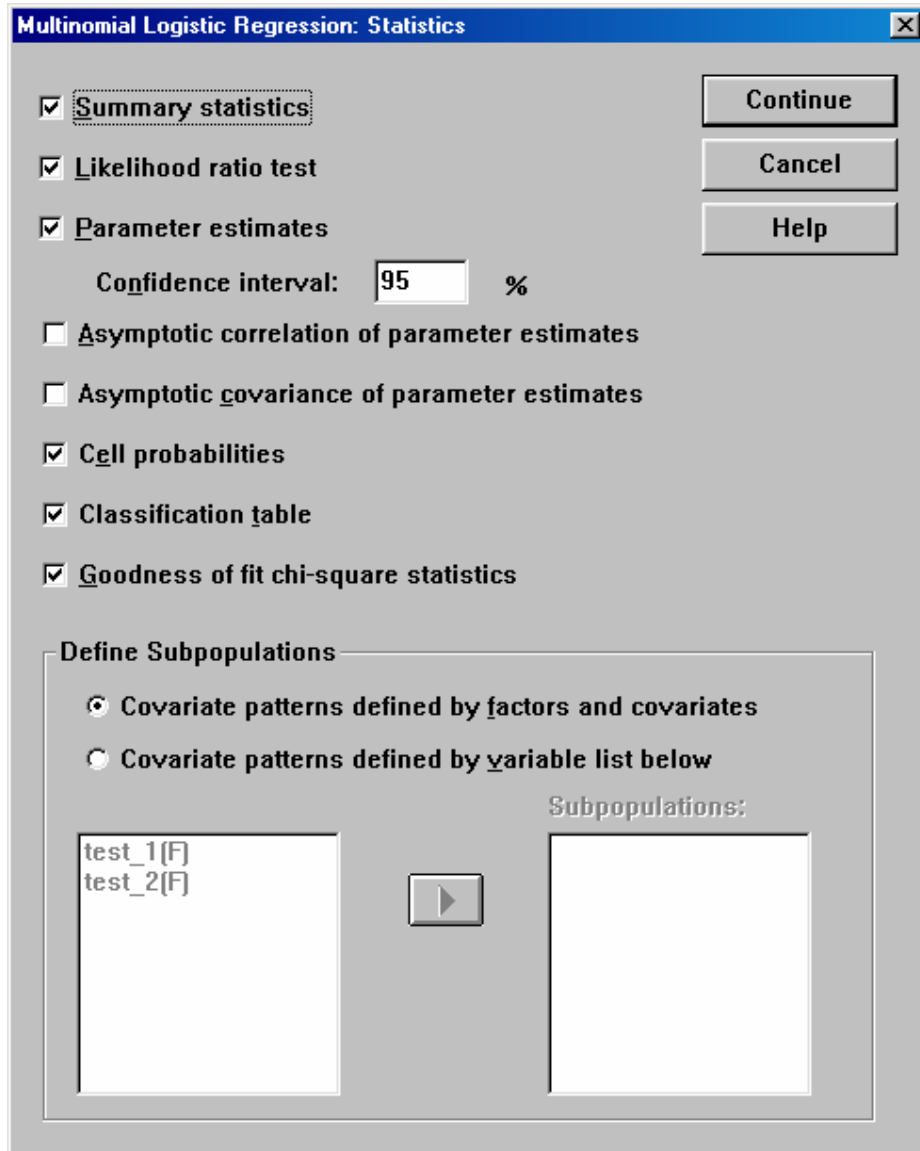 Multinomial Logistic Regression: Statistics
Summary statistics
Continue
Likelihood ratio test
Cancel
Parameter estimates
Help
Confidence interval: 95 %
Asymptotic correlation of parameter estimates
Asymptotic covariance of parameter estimates
Cell probabilities
Classification table
Goodness of fit chi-square statistics
Define Subpopulations
Covariate patterns defined by factors and covariates
Covariate patterns defined by variable list below
Subpopulations:
test_1(F)
test_2(F)